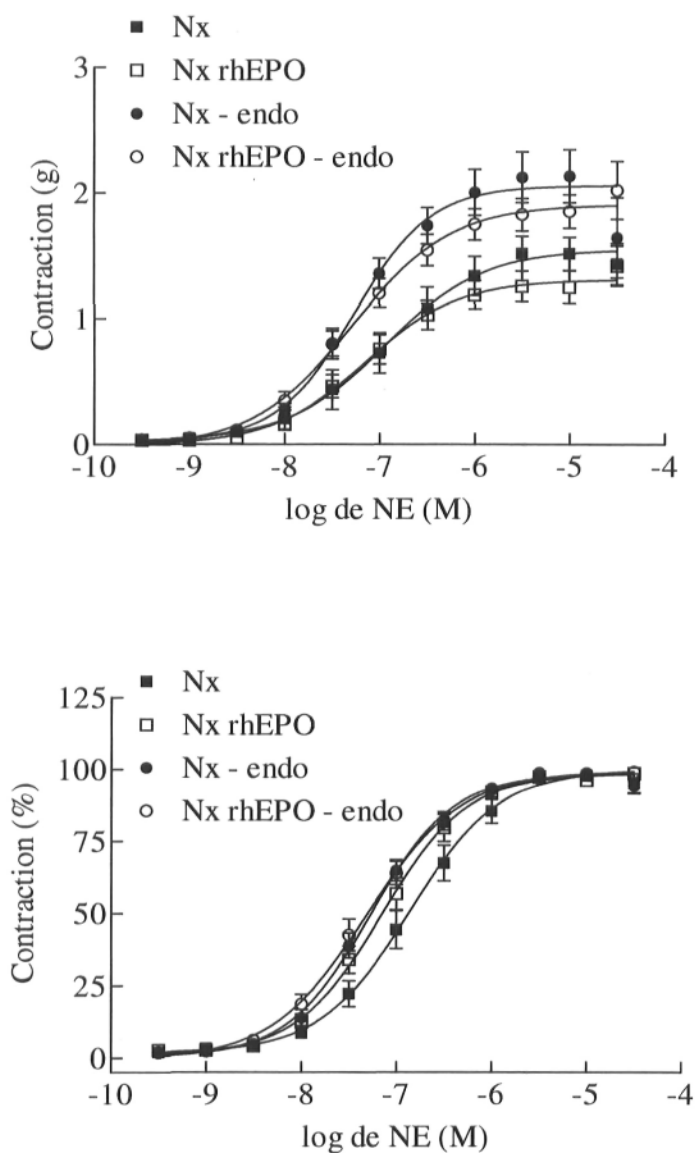 Nx
Nx rhEPO
Nx - endo
Nx rhEPO - endo
3
2
1
0
Contraction (g)
-10 -9 -8 -7 -6 -5 -4
log de NE (M)
Nx
Nx rhEPO
Nx - endo
Nx rhEPO - endo
125
100
75
50
25
0
Contraction (%)
-10 -9 -8 -7 -6 -5 -4
log de NE (M)